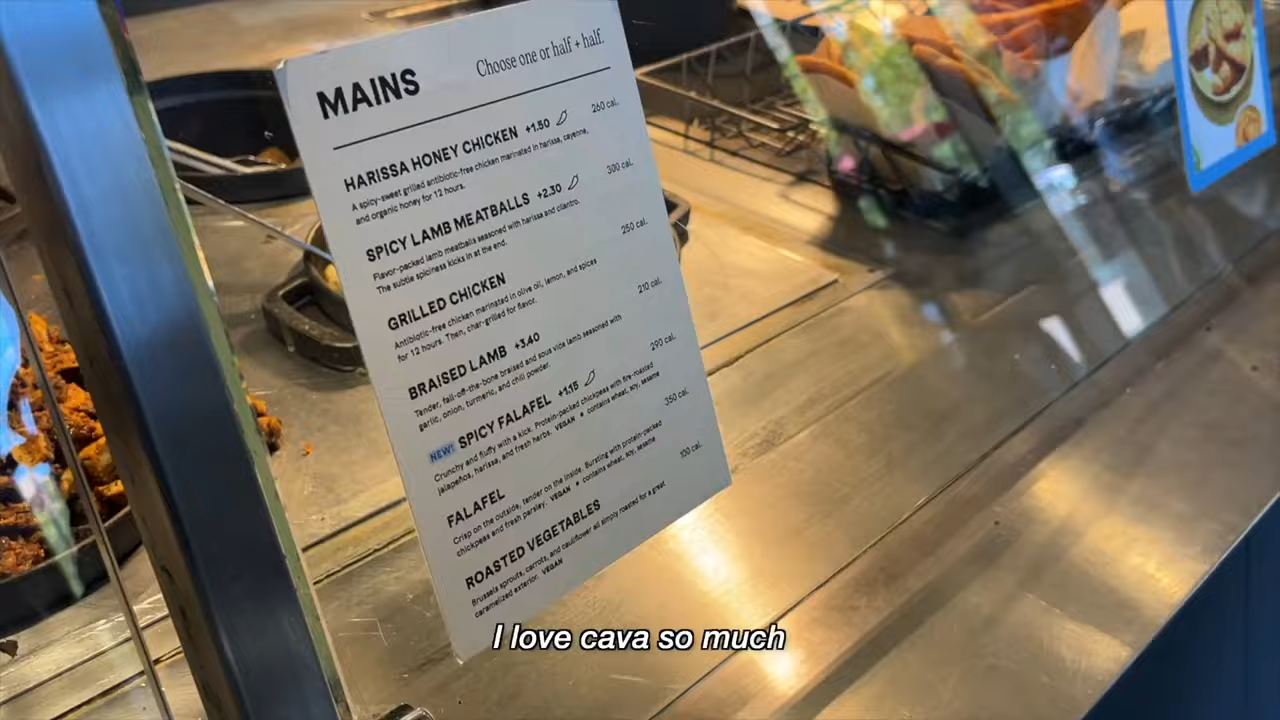 MAINS
Choose one or half + half.
HARISSA HONEY CHICKEN +1.50 260 cal.
A spicy-sweet grilled antibiotic-free chicken marinated in harissa, cayenne,
and organic honey for 12 hours.
SPICY LAMB MEATBALLS +2.30 300 cal.
Flavor-packed lamb meatballs seasoned with harissa and cilantro.
The subtle spiciness kicks in at the end.
GRILLED CHICKEN 250 cal.
Antibiotic-free chicken marinated in olive oil, lemon, and spices
for 12 hours. Then, char-grilled for flavor.
BRAISED LAMB +3.40 210 cal.
Tender, fall-off-the-bone braised and sous vide lamb seasoned with
garlic, onion, turmeric, and chili powder.
NEW! SPICY FALAFEL +1.15 290 cal.
Crunchy and fluffy with a kick. Protein-packed chickpeas with fire-roasted
jalapeños, harissa, and fresh herbs. VEGAN • contains wheat, soy, sesame
FALAFEL 350 cal.
Crisp on the outside, tender on the inside. Bursting with protein-packed
chickpeas and fresh parsley. VEGAN • contains wheat, soy, sesame
ROASTED VEGETABLES 100 cal.
Brussels sprouts, carrots, and cauliflower all simply roasted for a great
caramelized exterior. VEGAN
I love cava so much